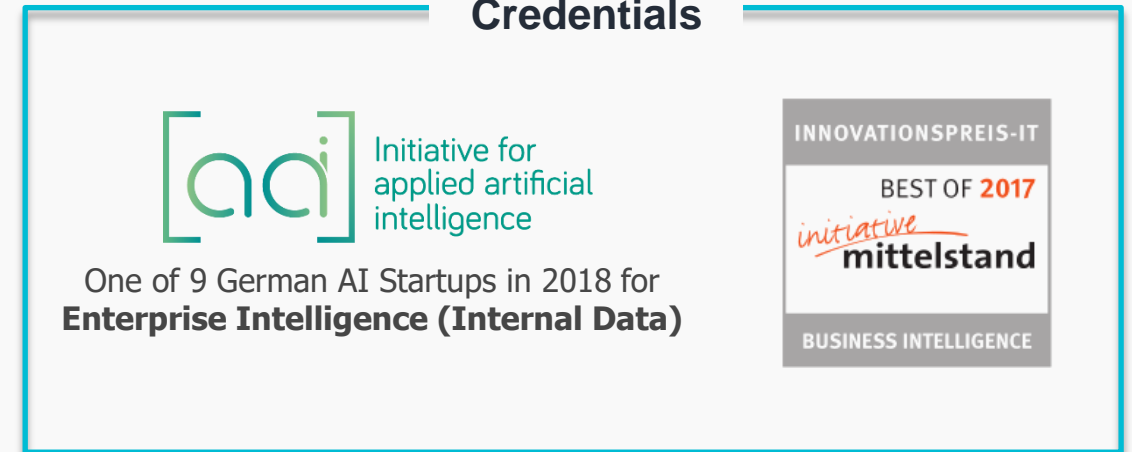 Credentials
[aai]
Initiative for
applied artificial
intelligence
One of 9 German AI Startups in 2018 for
Enterprise Intelligence (Internal Data)
INNOVATIONSPREIS-IT
BEST OF 2017
initiative
mittelstand
BUSINESS INTELLIGENCE